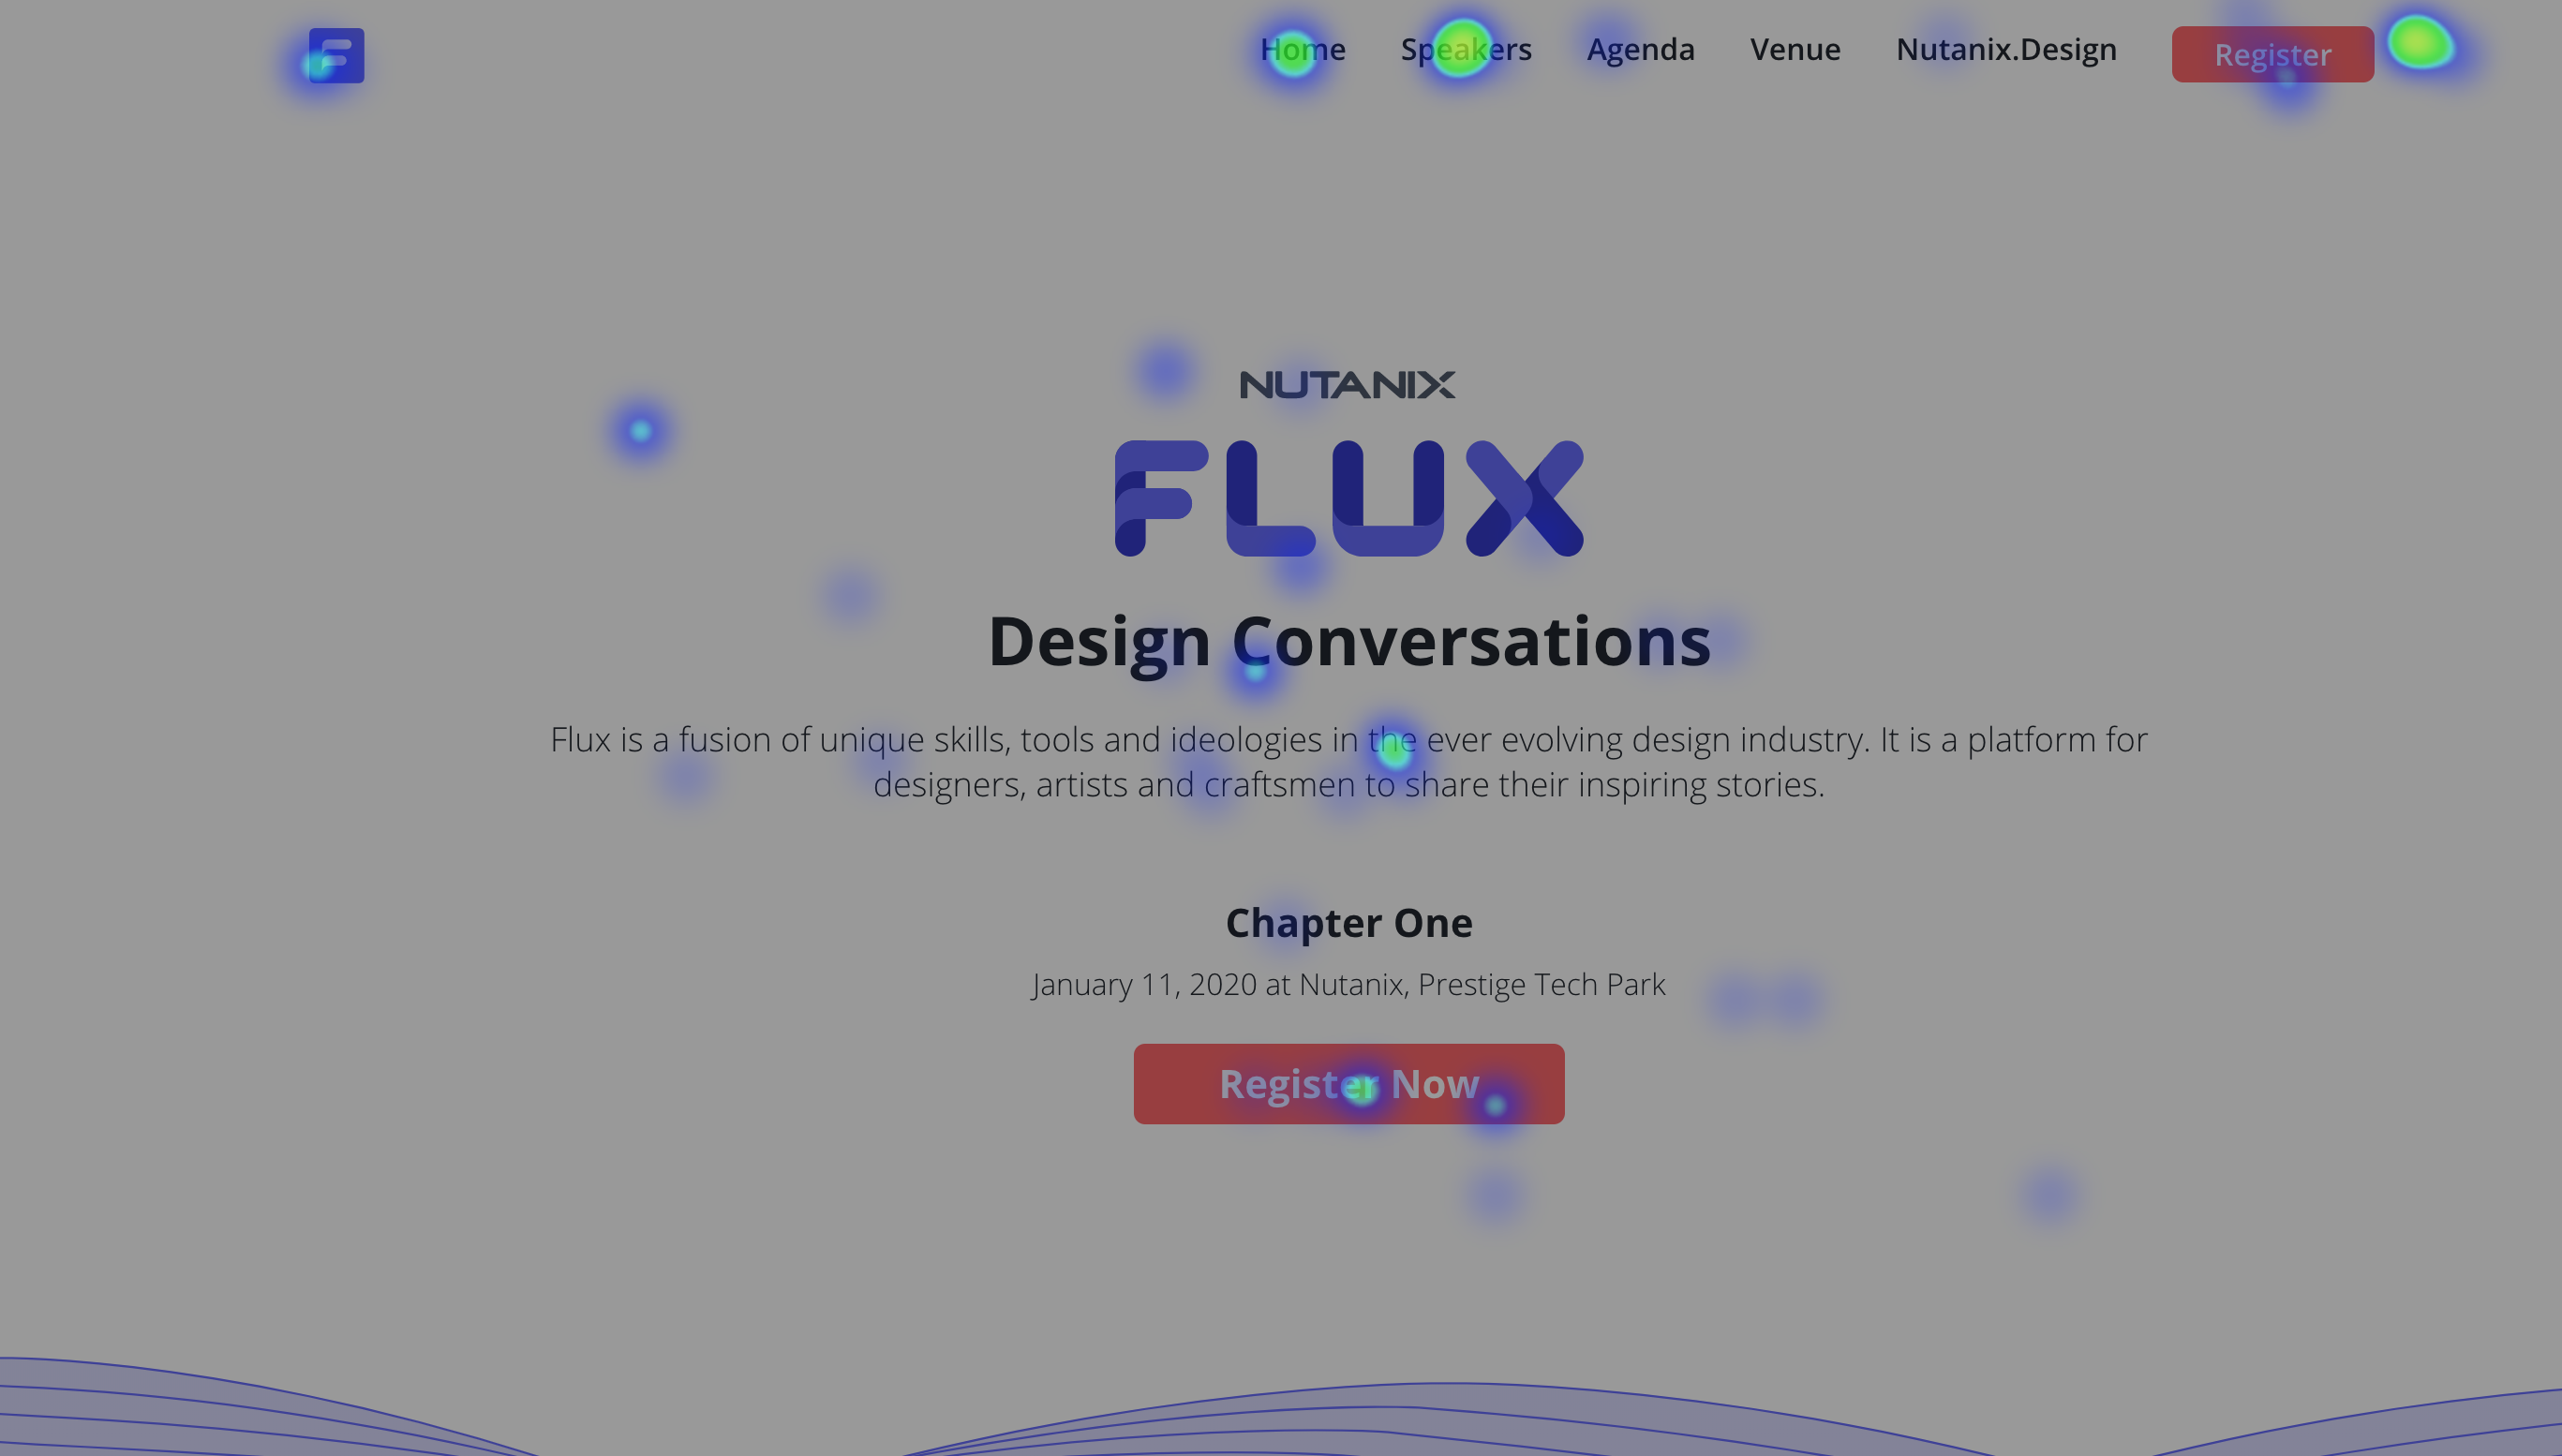 F
Home Speakers Agenda Venue Nutanix.Design Register
NUTANIX
FLUX
Design Conversations
Flux is a fusion of unique skills, tools and ideologies in the ever evolving design industry. It is a platform for
designers, artists and craftsmen to share their inspiring stories.
Chapter One
January 11, 2020 at Nutanix, Prestige Tech Park
Register Now